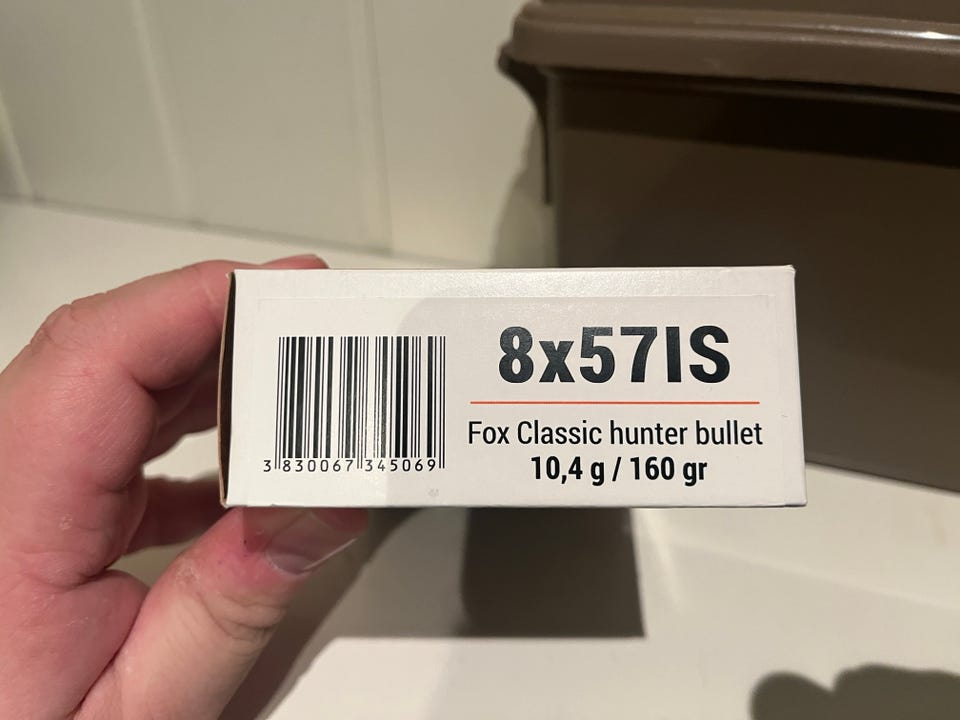 8x57IS
Fox Classic hunter bullet
10,4 g / 160 gr
3 830067 345069